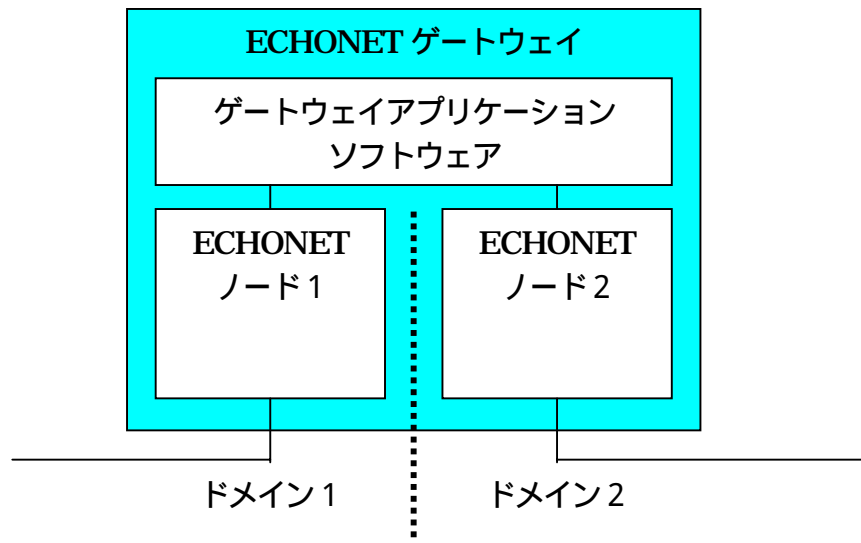 ECHONET ゲートウェイ
ゲートウェイアプリケーション
ソフトウェア
ECHONET
ノード1
ECHONET
ノード2
ドメイン1
ドメイン2